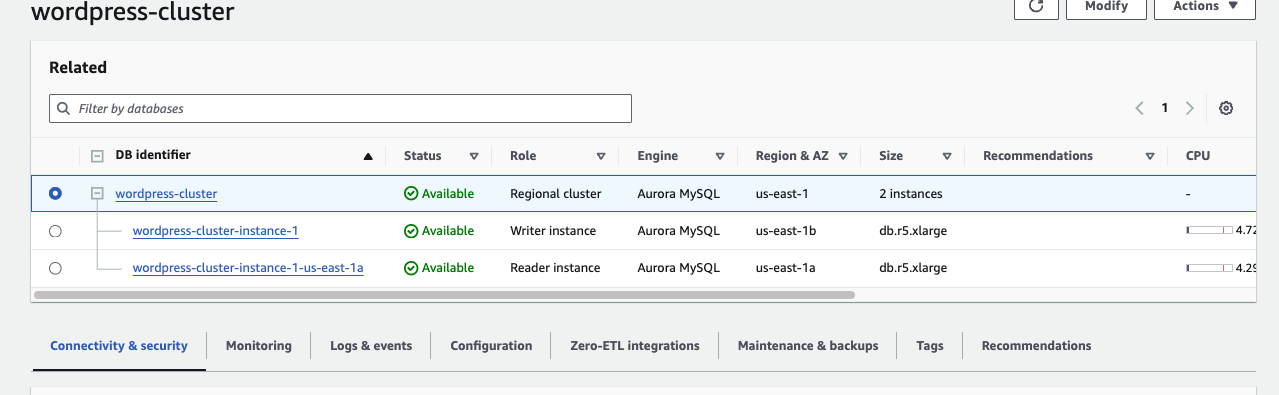 wordpress-cluster
Modify
Actions
Related
Filter by databases
1
DB identifier Status Role Engine Region & AZ Size Recommendations CPU
wordpress-cluster Available Regional cluster Aurora MySQL us-east-1 2 instances -
wordpress-cluster-instance-1 Available Writer instance Aurora MySQL us-east-1b db.r5.xlarge 4.72
wordpress-cluster-instance-1-us-east-1a Available Reader instance Aurora MySQL us-east-1a db.r5.xlarge 4.29
Connectivity & security Monitoring Logs & events Configuration Zero-ETL integrations Maintenance & backups Tags Recommendations